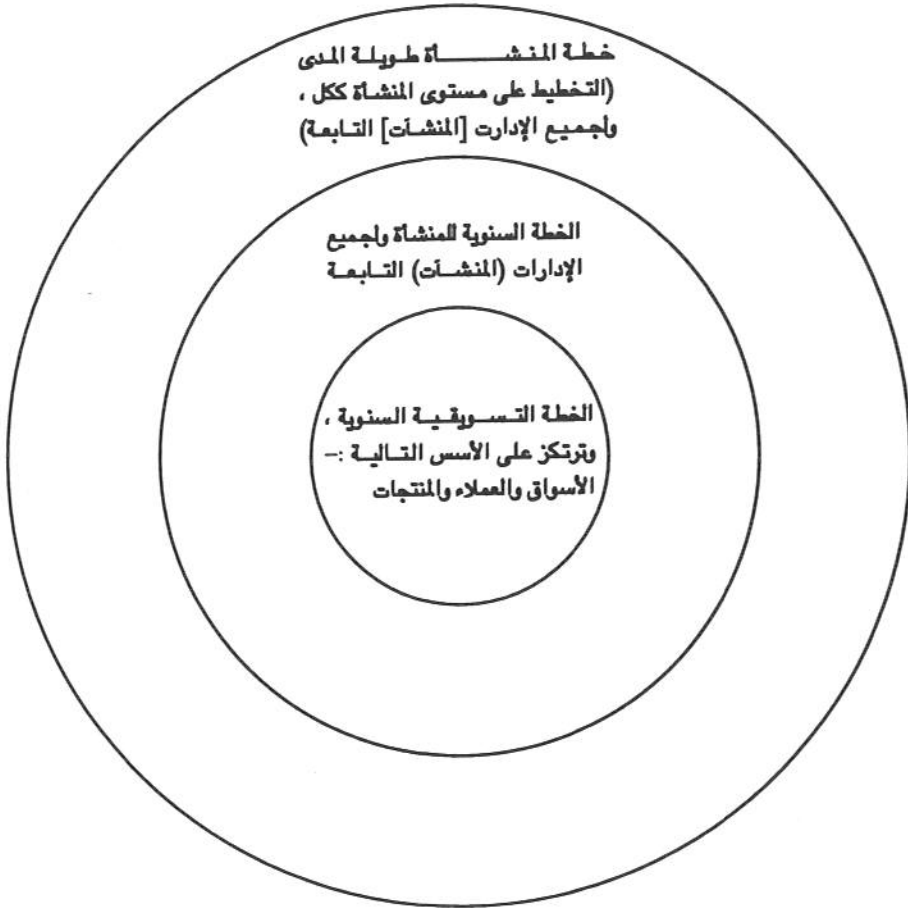 خطة المنشأة طويلة المدى
(التخطيط على مستوى المنشأة ككل ،
ولجميع الإدارت [المنشآت] التابعة)
الخطة السنوية للمنشأة ولجميع
الإدارات (المنشآت) التابعة
الخطة التسويقية السنوية ،
وترتكز على الأسس التالية :–
الأسواق والعملاء والمنتجات